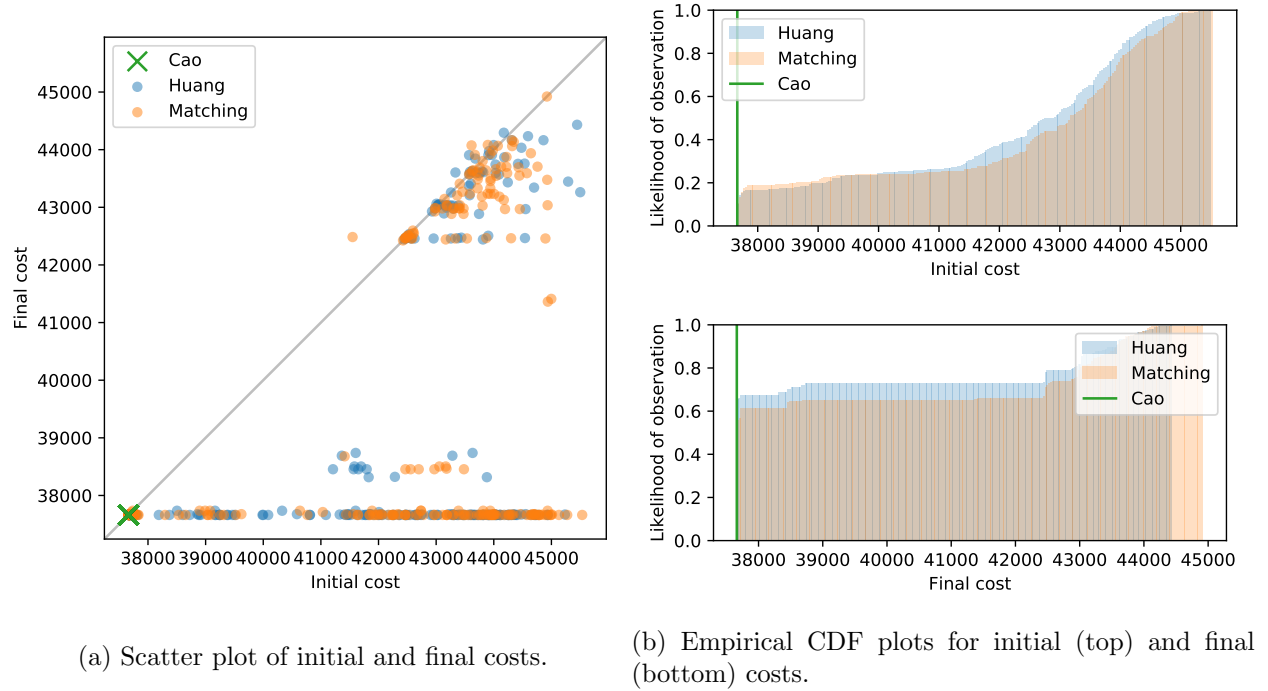 Cao
Huang
Matching
45000
44000
43000
42000
41000
40000
39000
38000
Final cost
38000 39000 40000 41000 42000 43000 44000 45000
Initial cost
(a) Scatter plot of initial and final costs.
1.0
0.8
0.6
0.4
0.2
0.0
Likelihood of observation
Huang
Matching
Cao
38000 39000 40000 41000 42000 43000 44000 45000
Initial cost
1.0
0.8
0.6
0.4
0.2
0.0
Likelihood of observation
Huang
Matching
Cao
38000 39000 40000 41000 42000 43000 44000 45000
Final cost
(b) Empirical CDF plots for initial (top) and final
(bottom) costs.